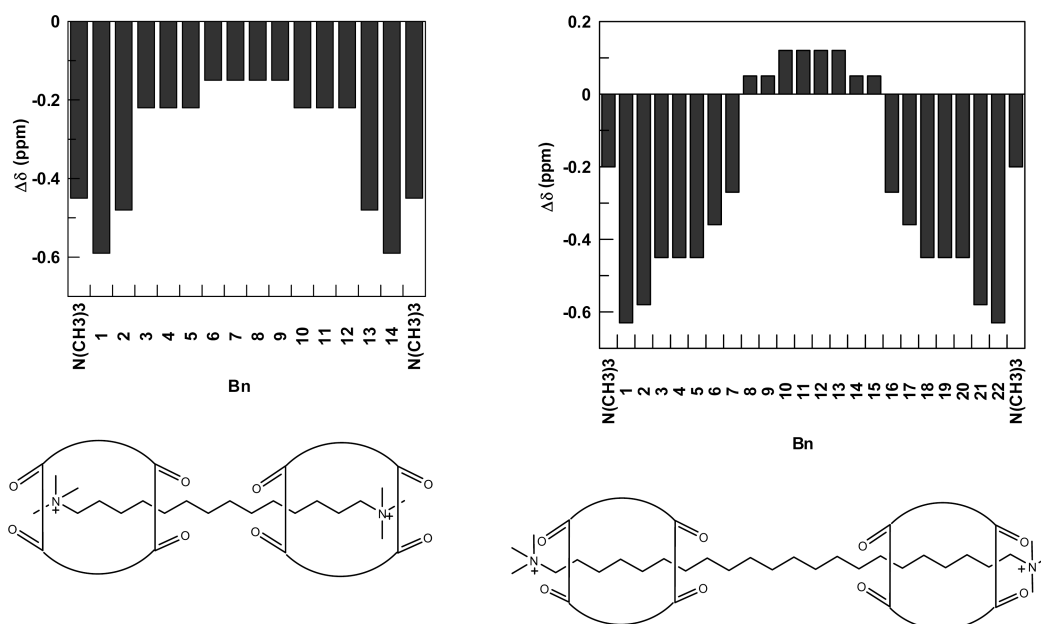 0
-0.2
-0.4
-0.6
Δδ (ppm)
N(CH3)3 1 2 3 4 5 6 7 8 9 10 11 12 13 14 N(CH3)3
Bn
0.2
0
-0.2
-0.4
-0.6
Δδ (ppm)
N(CH3)3 1 2 3 4 5 6 7 8 9 10 11 12 13 14 15 16 17 18 19 20 21 22 N(CH3)3
Bn
O O O O
N+ N+
O O O O
O O O O
N+ N+
O O O O